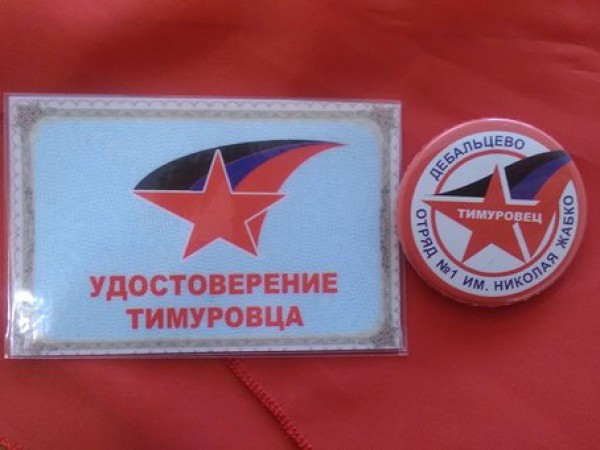 УДОСТОВЕРЕНИЕ
ТИМУРОВЦА
ДЕБАЛЬЦЕВО
ТИМУРОВЕЦ
ОТРЯД №1 ИМ. НИКОЛАЯ ЖАБКО